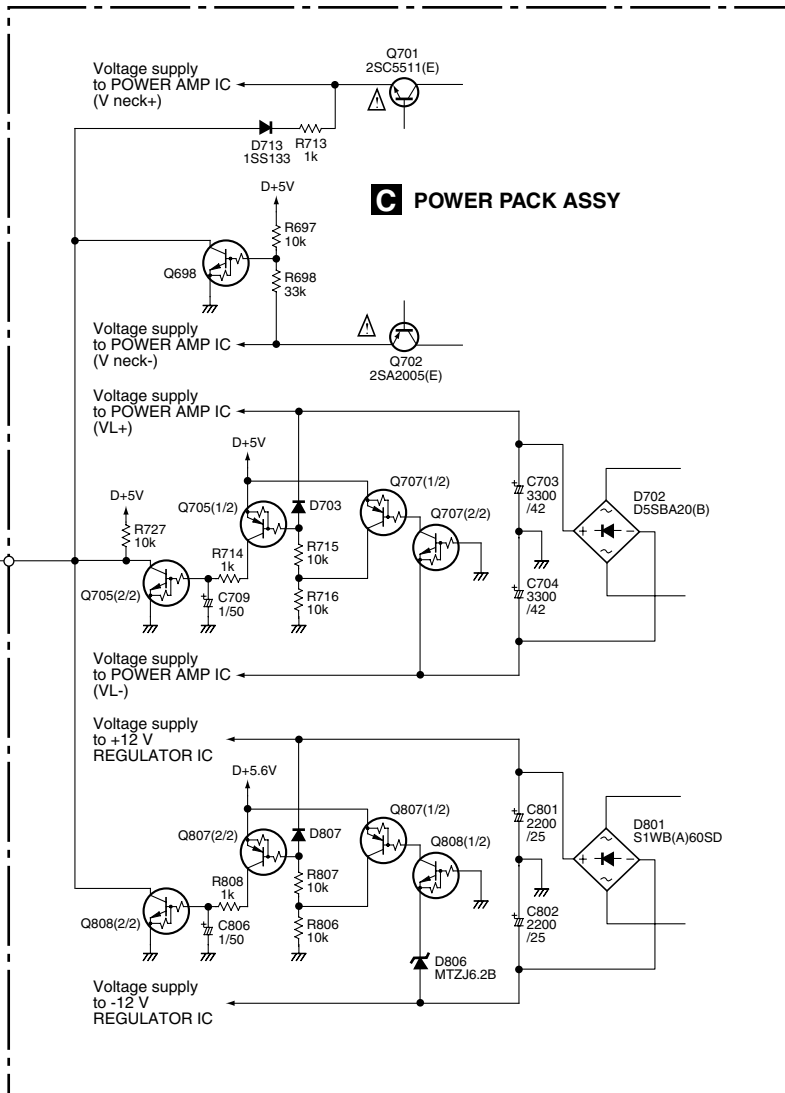 Q701
2SC5511(E)
Voltage supply
to POWER AMP IC
(V neck+)
D713
1SS133
R713
1k
C POWER PACK ASSY
D+5V
R697
10k
Q698
R698
33k
Voltage supply
to POWER AMP IC
(V neck-)
Q702
2SA2005(E)
Voltage supply
to POWER AMP IC
(VL+)
D+5V
Q707(1/2)
C703
3300
/42
D702
D5SBA20(B)
D+5V
Q705(1/2)
D703
Q707(2/2)
R727
10k
R714
1k
R715
10k
Q705(2/2)
C709
1/50
R716
10k
C704
3300
/42
Voltage supply
to POWER AMP IC
(VL-)
Voltage supply
to +12 V
REGULATOR IC
D+5.6V
Q807(1/2)
C801
2200
/25
D801
S1WB(A)60SD
Q807(2/2)
D807
Q808(1/2)
R808
1k
R807
10k
Q808(2/2)
C806
1/50
R806
10k
C802
2200
/25
D806
MTZJ6.2B
Voltage supply
to -12 V
REGULATOR IC